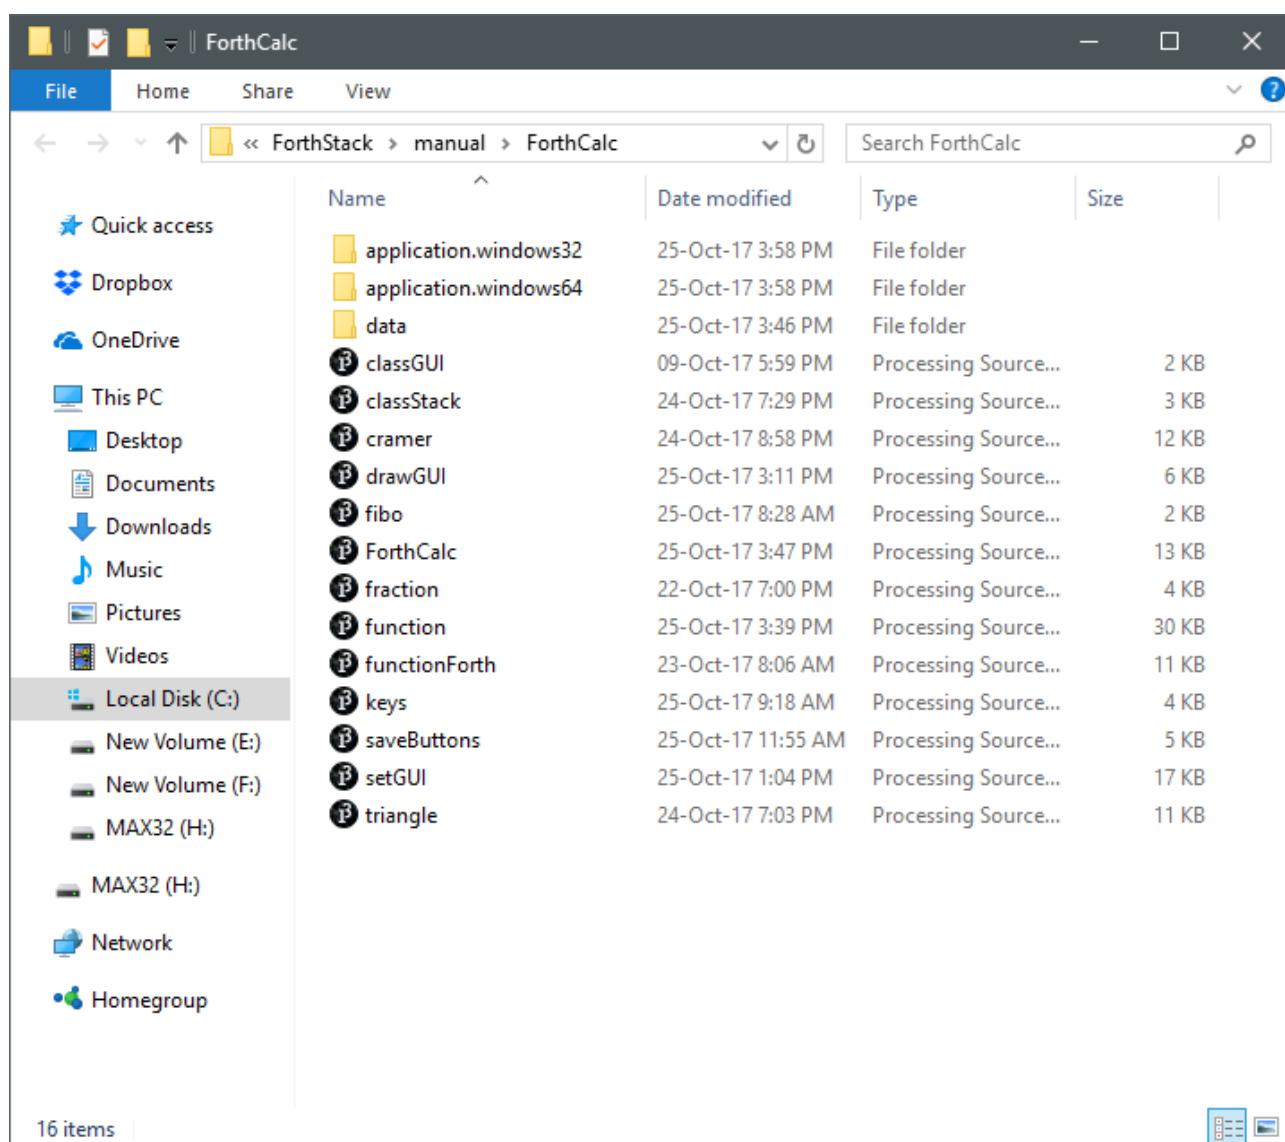 ForthCalc
File Home Share View
« ForthStack > manual > ForthCalc Search ForthCalc
Name Date modified Type Size
Quick access
Dropbox
OneDrive
This PC
Desktop
Documents
Downloads
Music
Pictures
Videos
Local Disk (C:)
New Volume (E:)
New Volume (F:)
MAX32 (H:)
MAX32 (H:)
Network
Homegroup
application.windows32 25-Oct-17 3:58 PM File folder
application.windows64 25-Oct-17 3:58 PM File folder
data 25-Oct-17 3:46 PM File folder
classGUI 09-Oct-17 5:59 PM Processing Source... 2 KB
classStack 24-Oct-17 7:29 PM Processing Source... 3 KB
cramer 24-Oct-17 8:58 PM Processing Source... 12 KB
drawGUI 25-Oct-17 3:11 PM Processing Source... 6 KB
fibo 25-Oct-17 8:28 AM Processing Source... 2 KB
ForthCalc 25-Oct-17 3:47 PM Processing Source... 13 KB
fraction 22-Oct-17 7:00 PM Processing Source... 4 KB
function 25-Oct-17 3:39 PM Processing Source... 30 KB
functionForth 23-Oct-17 8:06 AM Processing Source... 11 KB
keys 25-Oct-17 9:18 AM Processing Source... 4 KB
saveButtons 25-Oct-17 11:55 AM Processing Source... 5 KB
setGUI 25-Oct-17 1:04 PM Processing Source... 17 KB
triangle 24-Oct-17 7:03 PM Processing Source... 11 KB
16 items